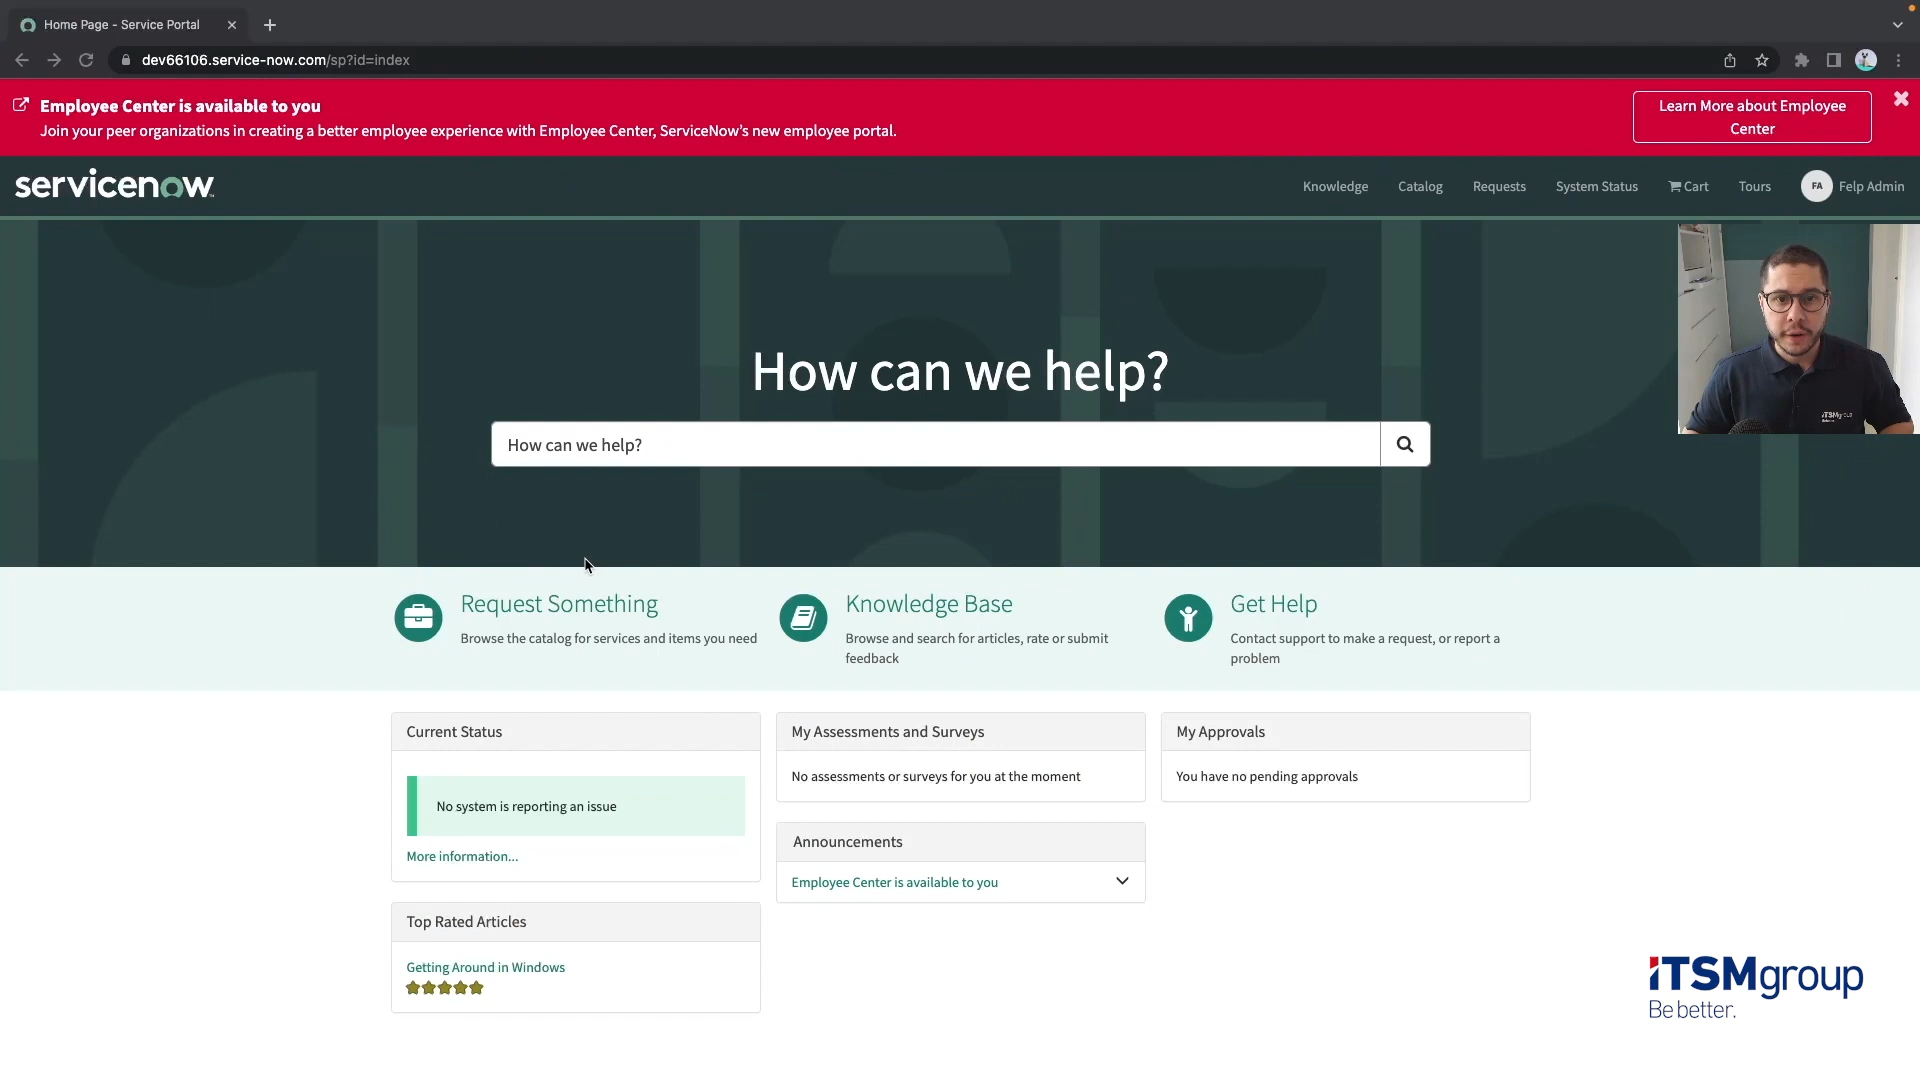 Home Page - Service Portal
dev66106.service-now.com/sp?id=index
Employee Center is available to you
Join your peer organizations in creating a better employee experience with Employee Center, ServiceNow's new employee portal.
Learn More about Employee
Center
servicenow
Knowledge
Catalog
Requests
System Status
Cart
Tours
FA
Felp Admin
How can we help?
How can we help?
iTSMgroup
Request Something
Browse the catalog for services and items you need
Knowledge Base
Browse and search for articles, rate or submit
feedback
Get Help
Contact support to make a request, or report a
problem
Current Status
No system is reporting an issue
More information...
My Assessments and Surveys
No assessments or surveys for you at the moment
My Approvals
You have no pending approvals
Announcements
Employee Center is available to you
Top Rated Articles
Getting Around in Windows
iTSMgroup
Be better.